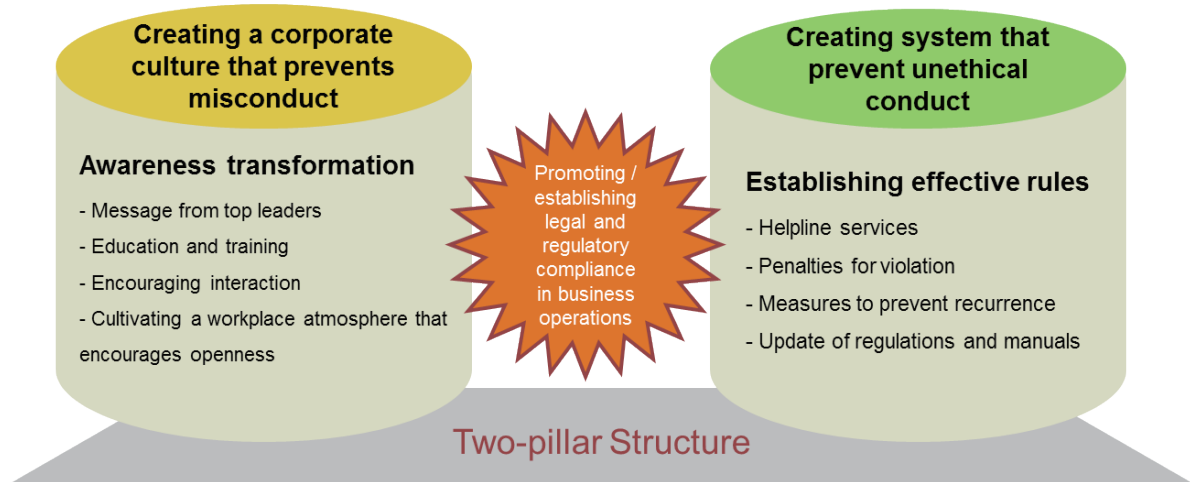 Creating a corporate
culture that prevents
misconduct
Awareness transformation
- Message from top leaders
- Education and training
- Encouraging interaction
- Cultivating a workplace atmosphere that
encourages openness
Promoting /
establishing
legal and
regulatory
compliance
in business
operations
Creating system that
prevent unethical
conduct
Establishing effective rules
- Helpline services
- Penalties for violation
- Measures to prevent recurrence
- Update of regulations and manuals
Two-pillar Structure